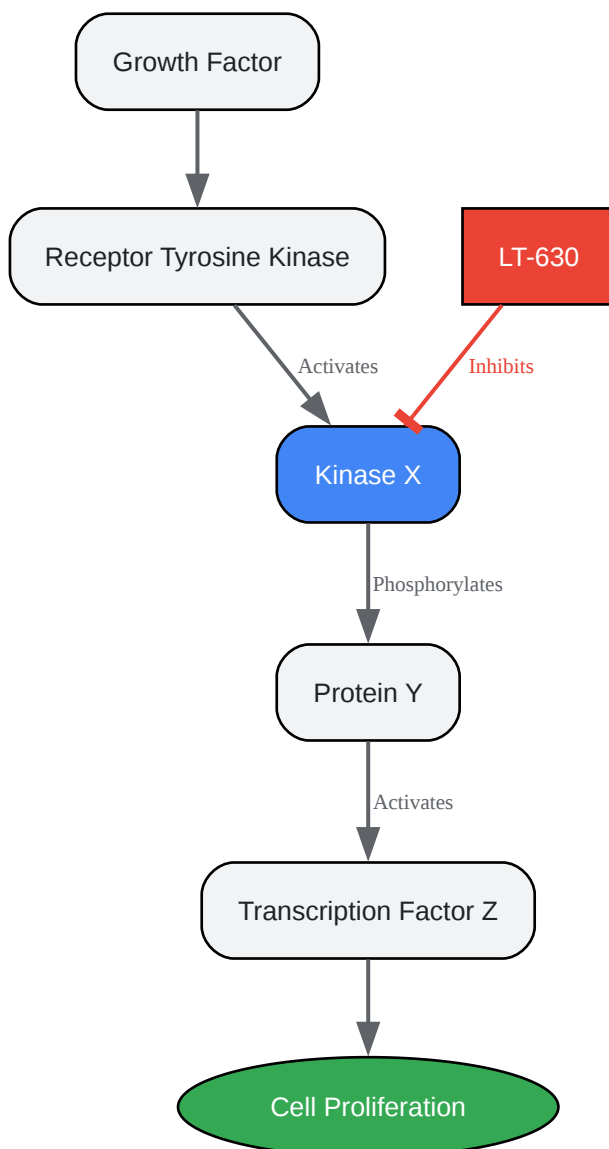 Growth Factor
Receptor Tyrosine Kinase
LT-630
Activates
Inhibits
Kinase X
Phosphorylates
Protein Y
Activates
Transcription Factor Z
Cell Proliferation